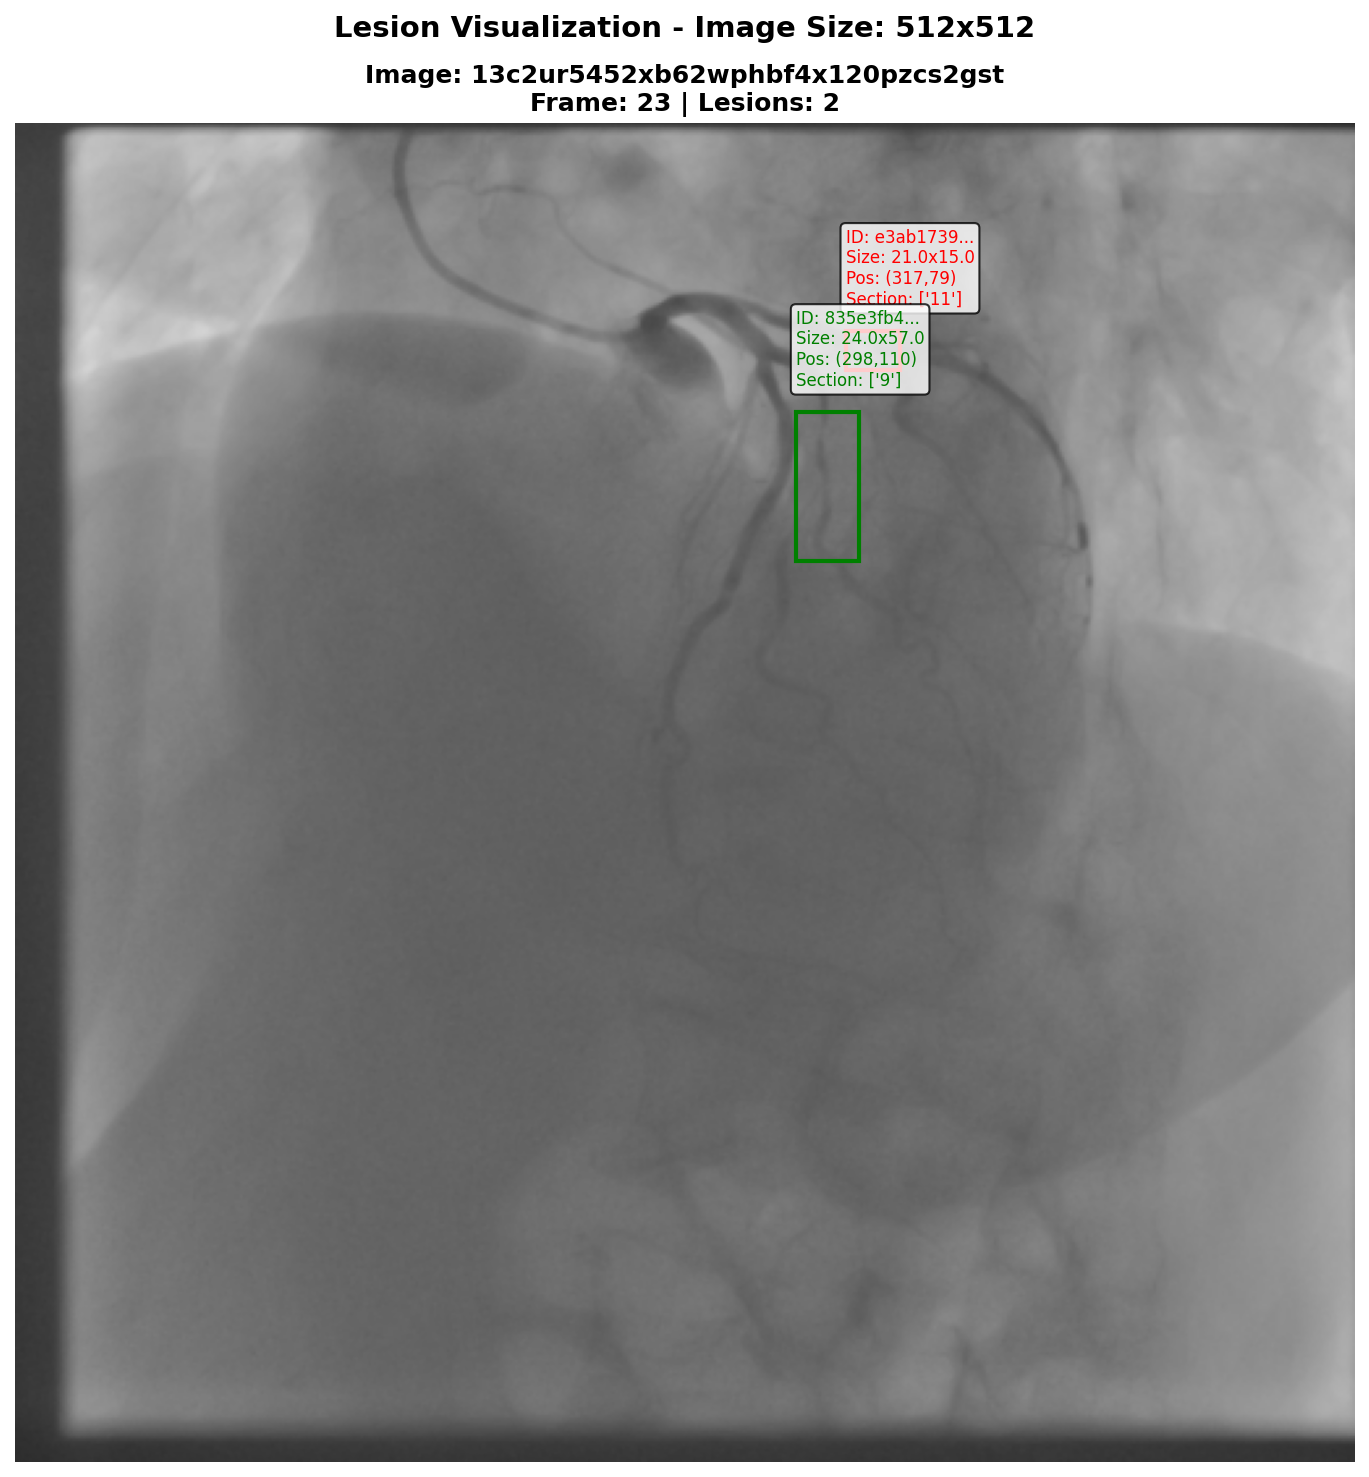 Lesion Visualization - Image Size: 512x512
Image: 13c2ur5452xb62wphbf4x120pzcs2gst
Frame: 23 | Lesions: 2
ID: e3ab1739...
Size: 21.0x15.0
Pos: (317,79)
Section: ['11']
ID: 835e3fb4...
Size: 24.0x57.0
Pos: (298,110)
Section: ['9']